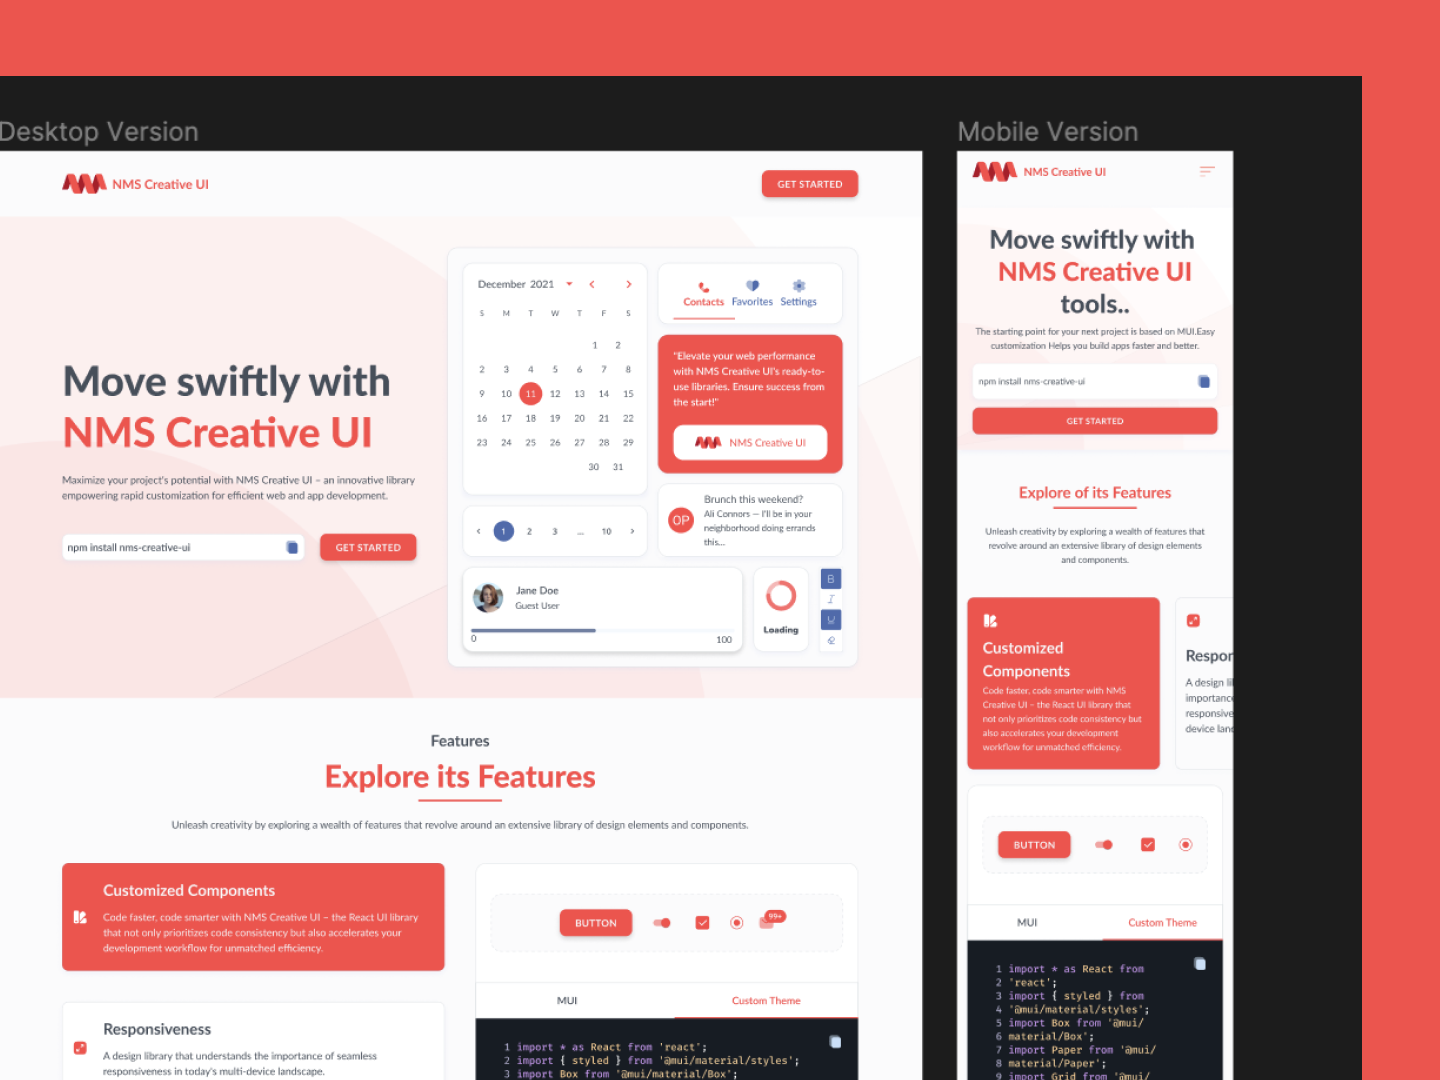 Desktop Version
NMS Creative UI
GET STARTED
Move swiftly with
NMS Creative UI
Maximize your project's potential with NMS Creative UI – an innovative library
empowering rapid customization for efficient web and app development.
npm install nms-creative-ui
GET STARTED
December 2021
S M T W T F S
1 2
2 3 4 5 6 7 8
9 10 11 12 13 14 15
16 17 18 19 20 21 22
23 24 25 26 27 28 29
30 31
Contacts Favorites Settings
"Elevate your web performance
with NMS Creative UI's ready-to-
use libraries. Ensure success from
the start!"
NMS Creative UI
OP
Brunch this weekend?
Ali Connors — I'll be in your
neighborhood doing errands
this...
< 1 2 3 ... 10 >
Jane Doe
Guest User
0 100
Loading
B
I
U
Features
Explore its Features
Unleash creativity by exploring a wealth of features that revolve around an extensive library of design elements and components.
Customized Components
Code faster, code smarter with NMS Creative UI – the React UI library
that not only prioritizes code consistency but also accelerates your
development workflow for unmatched efficiency.
Responsiveness
A design library that understands the importance of seamless
responsiveness in today's multi-device landscape.
BUTTON
99+
MUI
Custom Theme
1 import * as React from 'react';
2 import { styled } from '@mui/material/styles';
3 import Box from '@mui/material/Box';
Mobile Version
NMS Creative UI
Move swiftly with
NMS Creative UI
tools..
The starting point for your next project is based on MUI.Easy
customization Helps you build apps faster and better.
npm install nms-creative-ui
GET STARTED
Explore of its Features
Unleash creativity by exploring a wealth of features that
revolve around an extensive library of design elements
and components.
Customized
Components
Code faster, code smarter with NMS
Creative UI – the React UI library that
not only prioritizes code consistency but
also accelerates your development
workflow for unmatched efficiency.
Respon
A design li
importance
responsive
device land
BUTTON
MUI
Custom Theme
1 import * as React from
2 'react';
3 import { styled } from
4 '@mui/material/styles';
5 import Box from '@mui/
6 material/Box';
7 import Paper from '@mui/
8 material/Paper';
9 import Grid from '@mui/